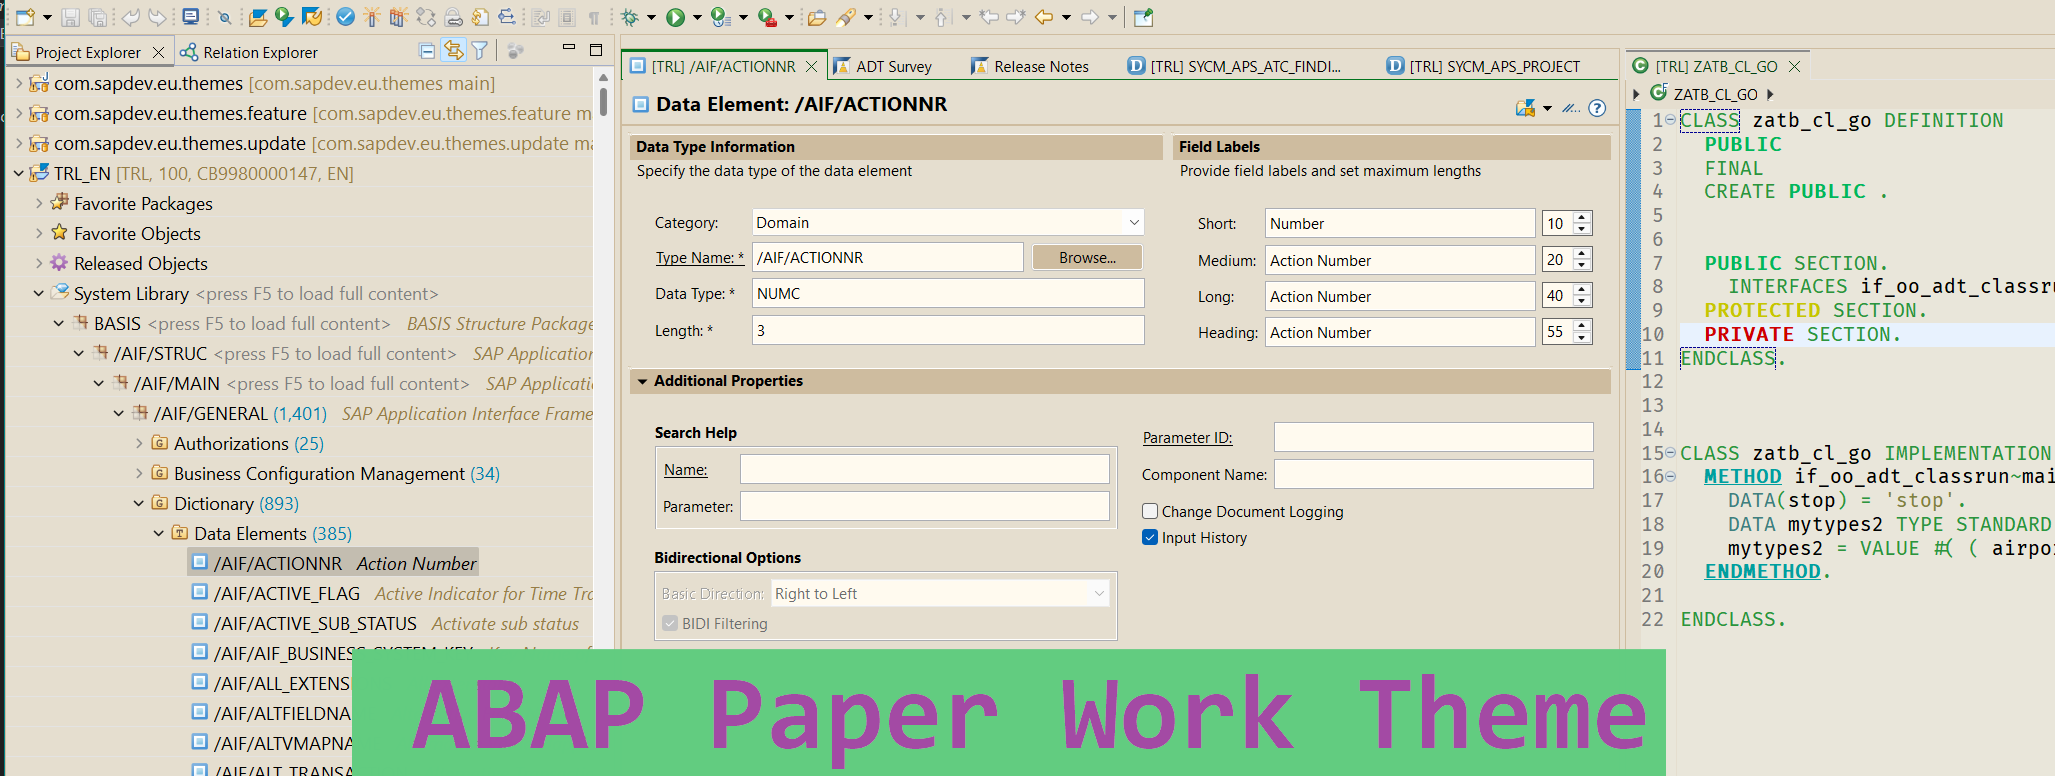 Project Explorer
Relation Explorer
com.sapdev.eu.themes [com.sapdev.eu.themes main]
com.sapdev.eu.themes.feature [com.sapdev.eu.themes.feature m
com.sapdev.eu.themes.update [com.sapdev.eu.themes.update ma
TRL_EN [TRL, 100, CB9980000147, EN]
Favorite Packages
Favorite Objects
Released Objects
System Library <press F5 to load full content>
BASIS <press F5 to load full content> BASIS Structure Package
/AIF/STRUC <press F5 to load full content> SAP Application
/AIF/MAIN <press F5 to load full content> SAP Applicati
/AIF/GENERAL (1,401) SAP Application Interface Frame
Authorizations (25)
Business Configuration Management (34)
Dictionary (893)
Data Elements (385)
/AIF/ACTIONNR Action Number
/AIF/ACTIVE_FLAG Active Indicator for Time Tra
/AIF/ACTIVE_SUB_STATUS Activate sub status
/AIF/AIF_BUSINESS_SYSTEM_KEY
/AIF/ALL_EXTENS
/AIF/ALTFIELDNA
/AIF/ALTVMAPNA
/AIF/ALT_TRANSA
[TRL] /AIF/ACTIONNR
ADT Survey
Release Notes
[TRL] SYCM_APS_ATC_FINDI...
[TRL] SYCM_APS_PROJECT
Data Element: /AIF/ACTIONNR
Data Type Information
Specify the data type of the data element
Category: Domain
Type Name: * /AIF/ACTIONNR Browse...
Data Type: * NUMC
Length: * 3
Field Labels
Provide field labels and set maximum lengths
Short: Number 10
Medium: Action Number 20
Long: Action Number 40
Heading: Action Number 55
Additional Properties
Search Help
Name:
Parameter:
Bidirectional Options
Basic Direction: Right to Left
BIDI Filtering
Parameter ID:
Component Name:
Change Document Logging
Input History
[TRL] ZATB_CL_GO
ZATB_CL_GO
1 CLASS zatb_cl_go DEFINITION
2 PUBLIC
3 FINAL
4 CREATE PUBLIC .
5
6
7 PUBLIC SECTION.
8 INTERFACES if_oo_adt_classru
9 PROTECTED SECTION.
10 PRIVATE SECTION.
11 ENDCLASS.
12
13
14
15 CLASS zatb_cl_go IMPLEMENTATION
16 METHOD if_oo_adt_classrun~mai
17 DATA(stop) = 'stop'.
18 DATA mytypes2 TYPE STANDARD
19 mytypes2 = VALUE #( ( airpo
20 ENDMETHOD.
21
22 ENDCLASS.
ABAP Paper Work Theme